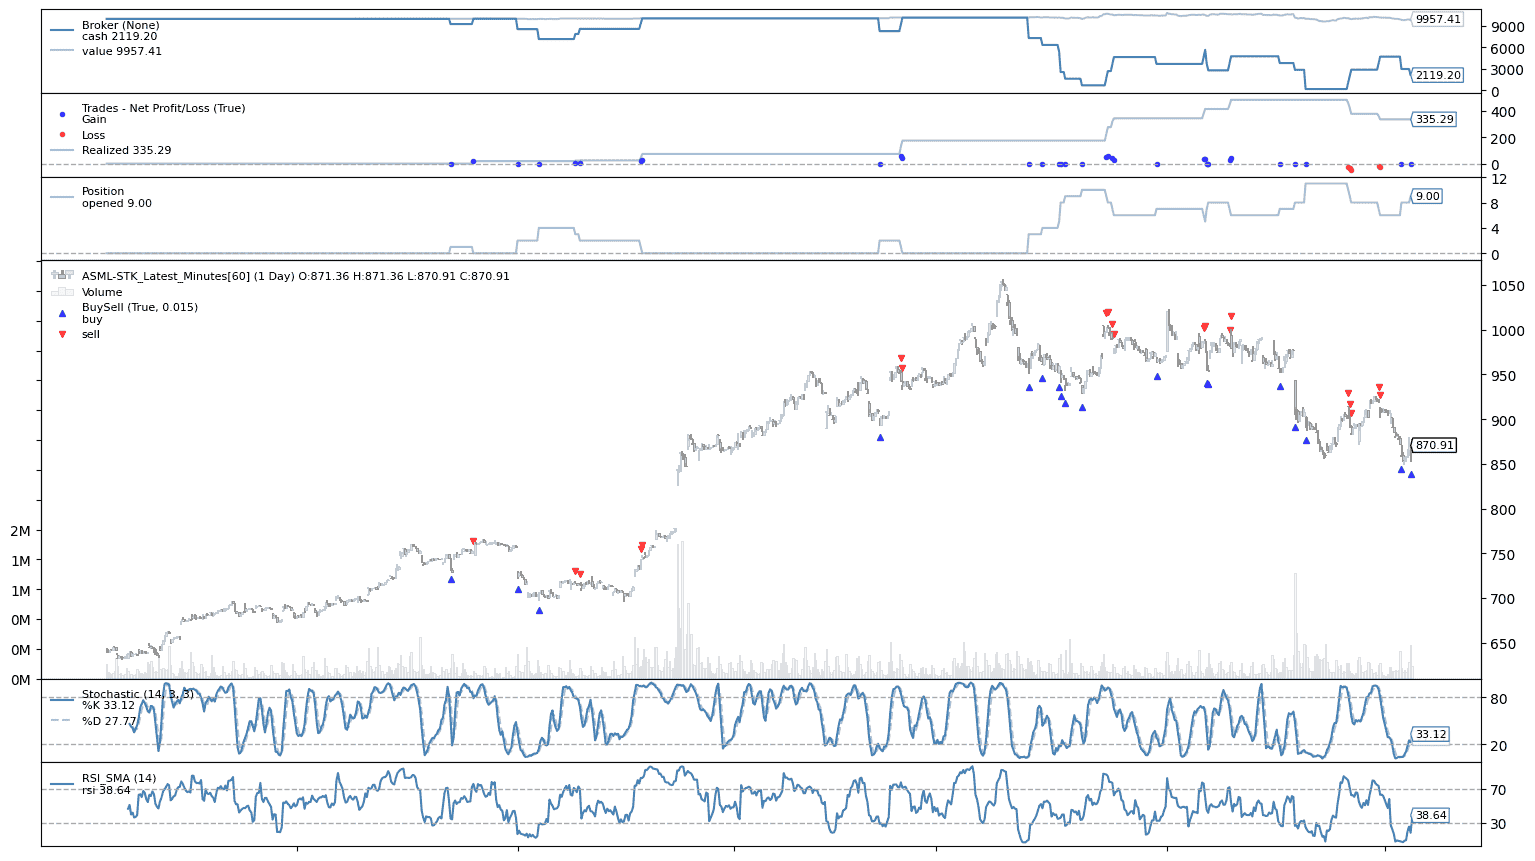 Broker (None)
cash 2119.20
value 9957.41
9957.41
9000
6000
3000
2119.20
0
Trades - Net Profit/Loss (True)
Gain
Loss
Realized 335.29
400
335.29
200
0
Position
opened 9.00
12
9.00
8
4
0
ASML-STK_Latest_Minutes[60] (1 Day) O:871.36 H:871.36 L:870.91 C:870.91
Volume
BuySell (True, 0.015)
buy
sell
1050
1000
950
900
870.91
850
800
750
700
650
2M
1M
1M
0M
0M
0M
Stochastic (14, 3, 3)
%K 33.12
%D 27.77
80
33.12
20
RSI_SMA (14)
rsi 38.64
70
38.64
30